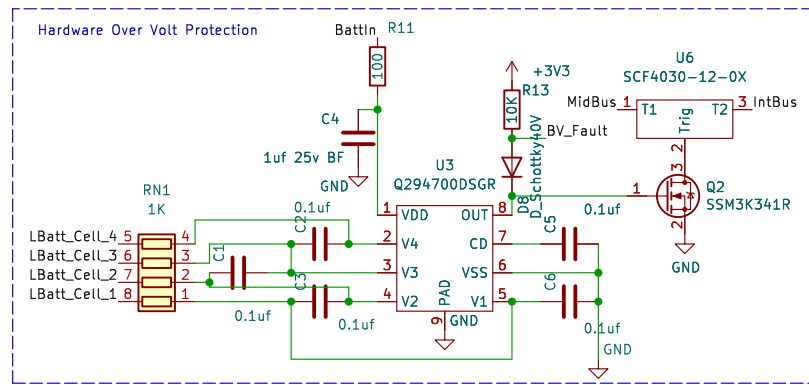 Hardware Over Volt Protection
BattIn
R11
100
C4
1uf 25v BF
GND
+3V3
R13
10K
BV_Fault
D8
D_Schottky40V
U6
SCF4030-12-0X
MidBus
1
T1
T2
3
IntBus
Trig
2
3
1
Q2
SSM3K341R
2
GND
U3
Q294700DSGR
1
VDD
OUT
8
2
V4
CD
7
3
V3
VSS
6
4
V2
V1
5
PAD
9
GND
RN1
1K
LBatt_Cell_4
5
4
LBatt_Cell_3
6
3
LBatt_Cell_2
7
2
LBatt_Cell_1
8
1
C1
0.1uf
C2
0.1uf
C3
0.1uf
C5
0.1uf
C6
0.1uf
GND